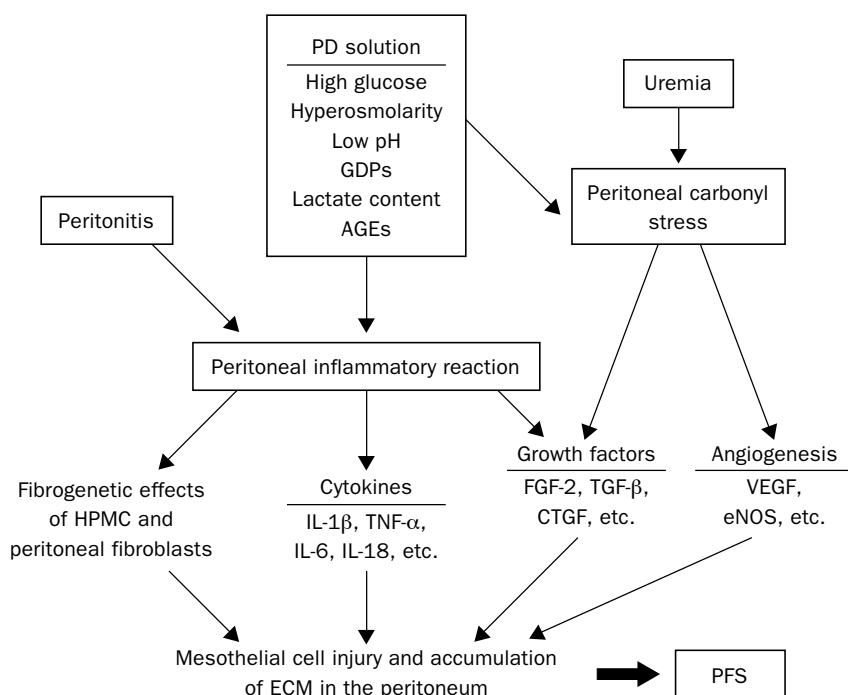 PD solution
High glucose
Hyperosmolarity
Low pH
GDPs
Lactate content
AGEs
Uremia
Peritonitis
Peritoneal carbonyl
stress
Peritoneal inflammatory reaction
Fibrogenetic effects
of HPMC and
peritoneal fibroblasts
Cytokines
IL-1β, TNF-α,
IL-6, IL-18, etc.
Growth factors
FGF-2, TGF-β,
CTGF, etc.
Angiogenesis
VEGF,
eNOS, etc.
Mesothelial cell injury and accumulation
of ECM in the peritoneum
PFS